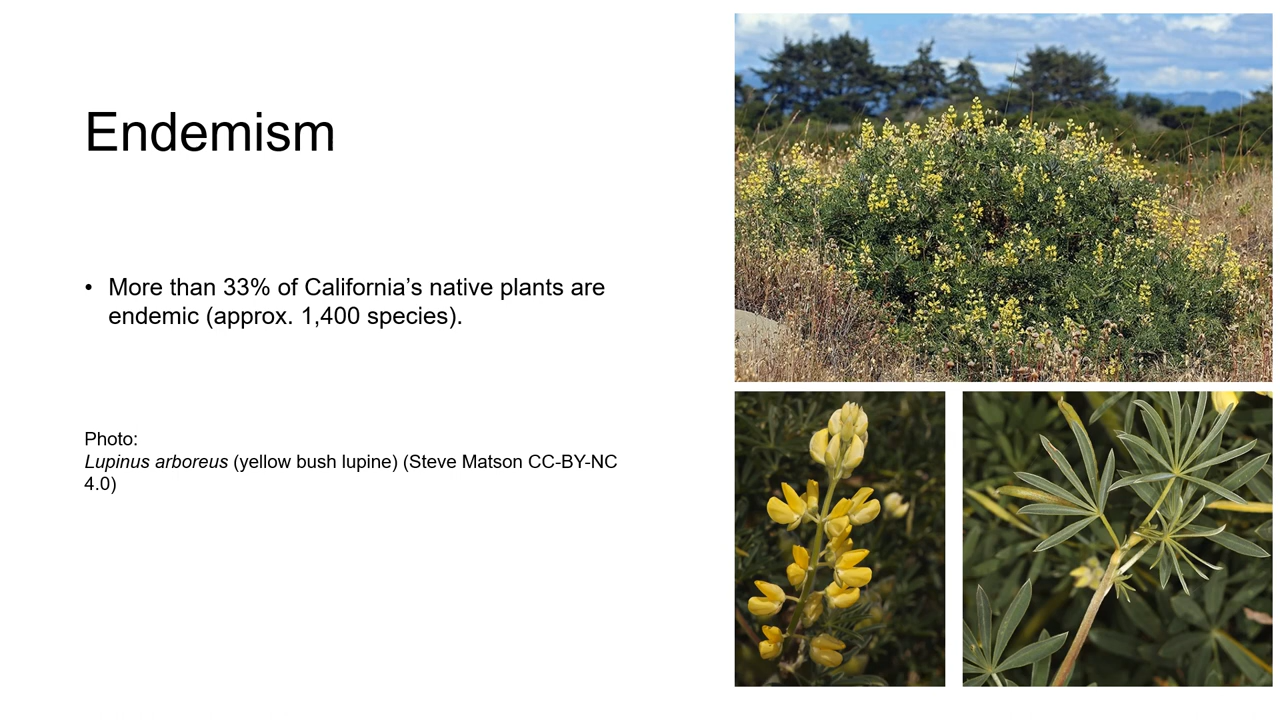 Endemism
• More than 33% of California’s native plants are
endemic (approx. 1,400 species).
Photo:
Lupinus arboreus (yellow bush lupine) (Steve Matson CC-BY-NC
4.0)